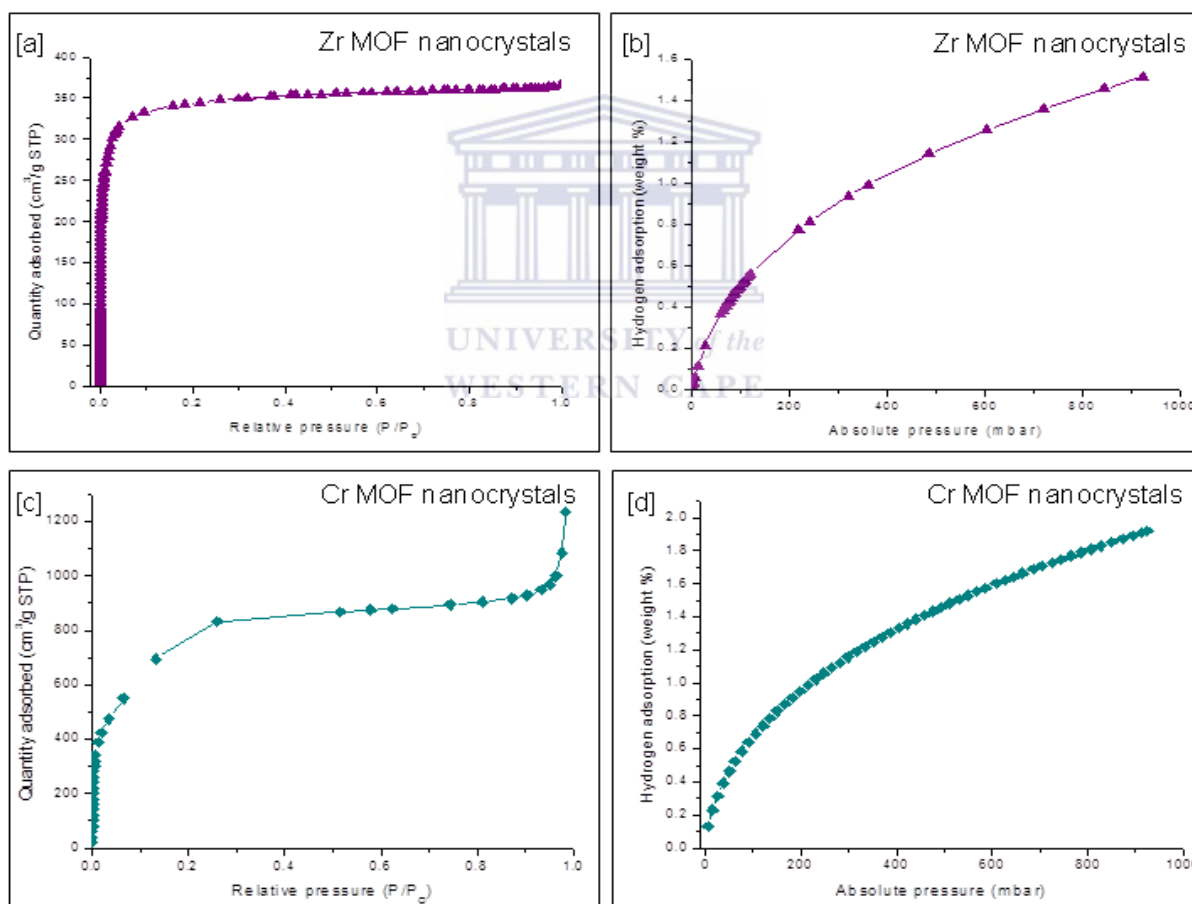 [a]
Zr MOF nanocrystals
400
350
300
250
200
150
100
50
0
Quantity adsorbed (cm³/g STP)
0.0 0.2 0.4 0.6 0.8 1.0
Relative pressure (P/P₀)
[b]
Zr MOF nanocrystals
1.6
1.4
1.2
1.0
0.8
0.6
0.4
0.2
0.0
Hydrogen adsorption (weight %)
0 200 400 600 800 1000
Absolute pressure (mbar)
UNIVERSITY of the
WESTERN CAPE
[c]
Cr MOF nanocrystals
1200
1000
800
600
400
200
0
Quantity adsorbed (cm³/g STP)
0.0 0.2 0.4 0.6 0.8 1.0
Relative pressure (P/P₀)
[d]
Cr MOF nanocrystals
2.0
1.8
1.6
1.4
1.2
1.0
0.8
0.6
0.4
0.2
0.0
Hydrogen adsorption (weight %)
0 200 400 600 800 1000
Absolute pressure (mbar)